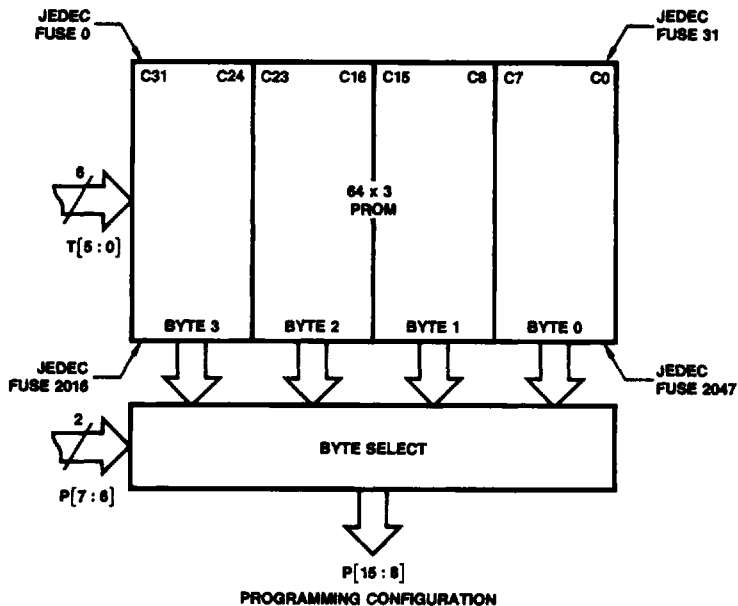 JEDEC
FUSE 0
JEDEC
FUSE 31
C31 C24 C23 C16 C15 C8 C7 C0
6
T[5 : 0]
64 x 3
PROM
BYTE 3 BYTE 2 BYTE 1 BYTE 0
JEDEC
FUSE 2016
JEDEC
FUSE 2047
2
P[7 : 6]
BYTE SELECT
P[15 : 8]
PROGRAMMING CONFIGURATION